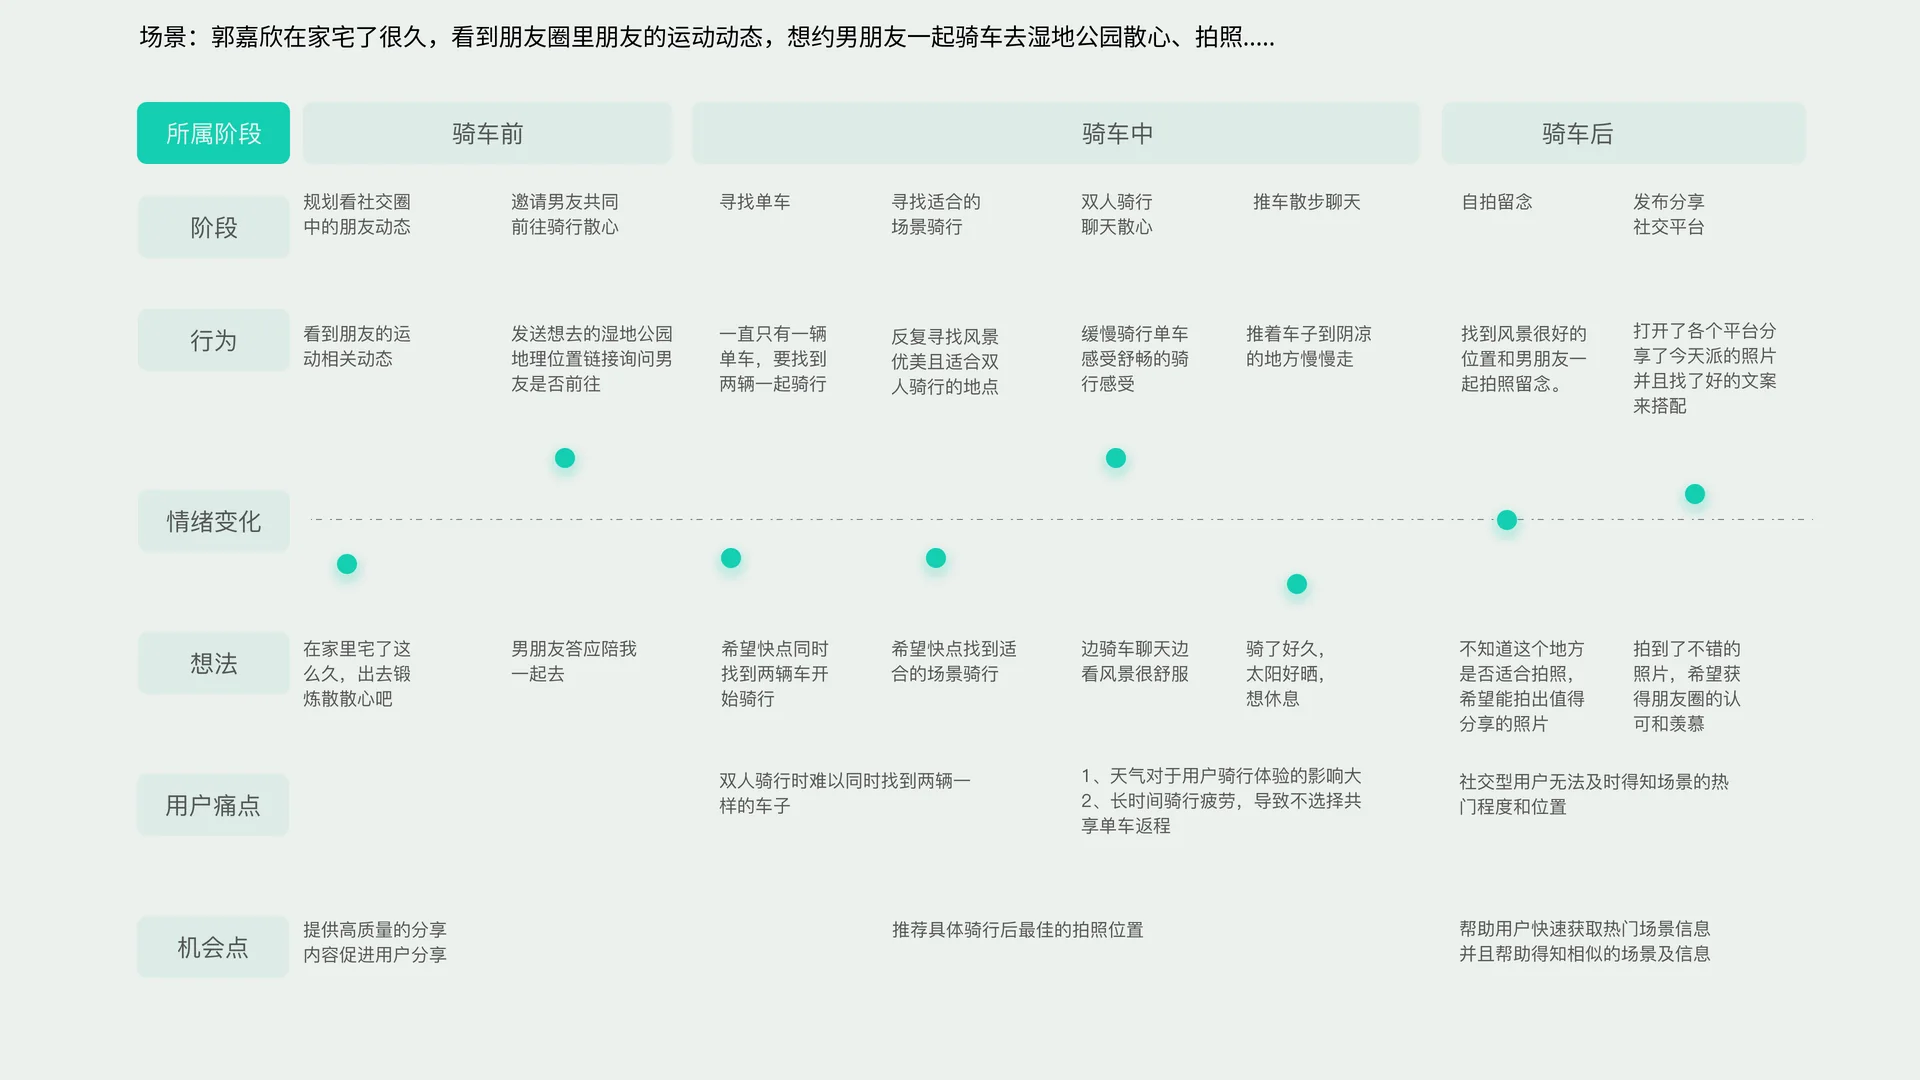 场景：郭嘉欣在家宅了很久，看到朋友圈里朋友的运动动态，想约男朋友一起骑车去湿地公园散心、拍照.....
所属阶段
骑车前
骑车中
骑车后
阶段
规划看社交圈
中的朋友动态
邀请男友共同
前往骑行散心
寻找单车
寻找适合的
场景骑行
双人骑行
聊天散心
推车散步聊天
自拍留念
发布分享
社交平台
行为
看到朋友的运
动相关动态
发送想去的湿地公园
地理位置链接询问男
友是否前往
一直只有一辆
单车，要找到
两辆一起骑行
反复寻找风景
优美且适合双
人骑行的地点
缓慢骑行单车
感受舒畅的骑
行感受
推着车子到阴凉
的地方慢慢走
找到风景很好的
位置和男朋友一
起拍照留念。
打开了各个平台分
享了今天派的照片
并且找了好的文案
来搭配
情绪变化
想法
在家里宅了这
么久，出去锻
炼散散心吧
男朋友答应陪我
一起去
希望快点同时
找到两辆车开
始骑行
希望快点找到适
合的场景骑行
边骑车聊天边
看风景很舒服
骑了好久，
太阳好晒，
想休息
不知道这个地方
是否适合拍照，
希望能拍出值得
分享的照片
拍到了不错的
照片，希望获
得朋友圈的认
可和羡慕
用户痛点
双人骑行时难以同时找到两辆一
样的车子
1、天气对于用户骑行体验的影响大
2、长时间骑行疲劳，导致不选择共
享单车返程
社交型用户无法及时得知场景的热
门程度和位置
机会点
提供高质量的分享
内容促进用户分享
推荐具体骑行后最佳的拍照位置
帮助用户快速获取热门场景信息
并且帮助得知相似的场景及信息